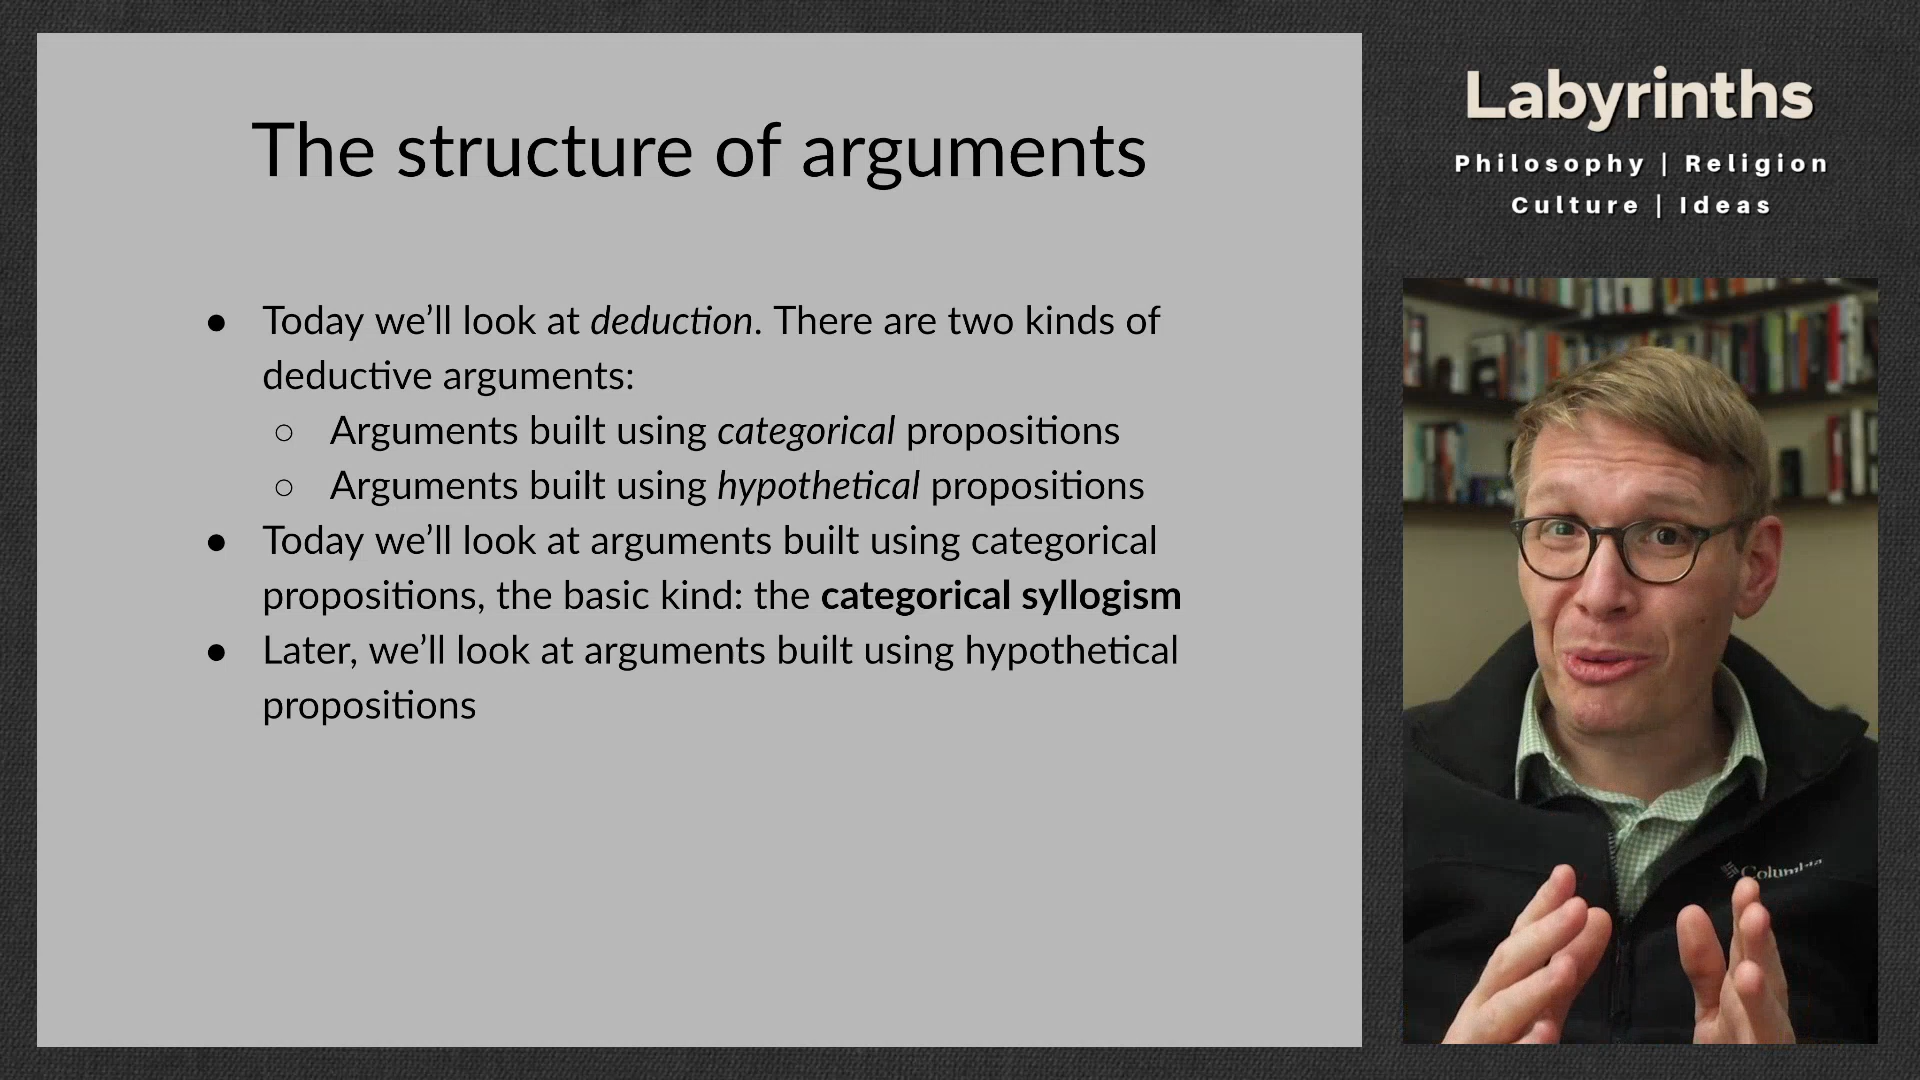 The structure of arguments
● Today we’ll look at deduction. There are two kinds of
deductive arguments:
○ Arguments built using categorical propositions
○ Arguments built using hypothetical propositions
● Today we’ll look at arguments built using categorical
propositions, the basic kind: the categorical syllogism
● Later, we’ll look at arguments built using hypothetical
propositions
Labyrinths
Philosophy | Religion
Culture | Ideas
Columbia